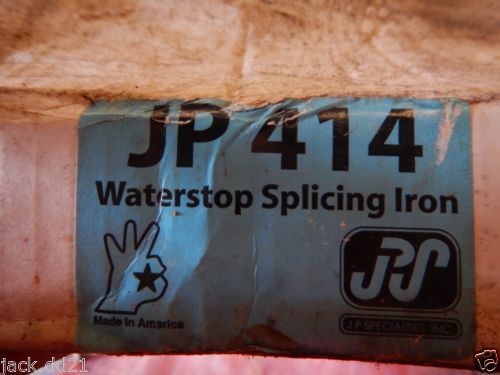 JP 414
Waterstop Splicing Iron
JPS
Made In America
J P SPECIALTIES, INC.
jack_dd21